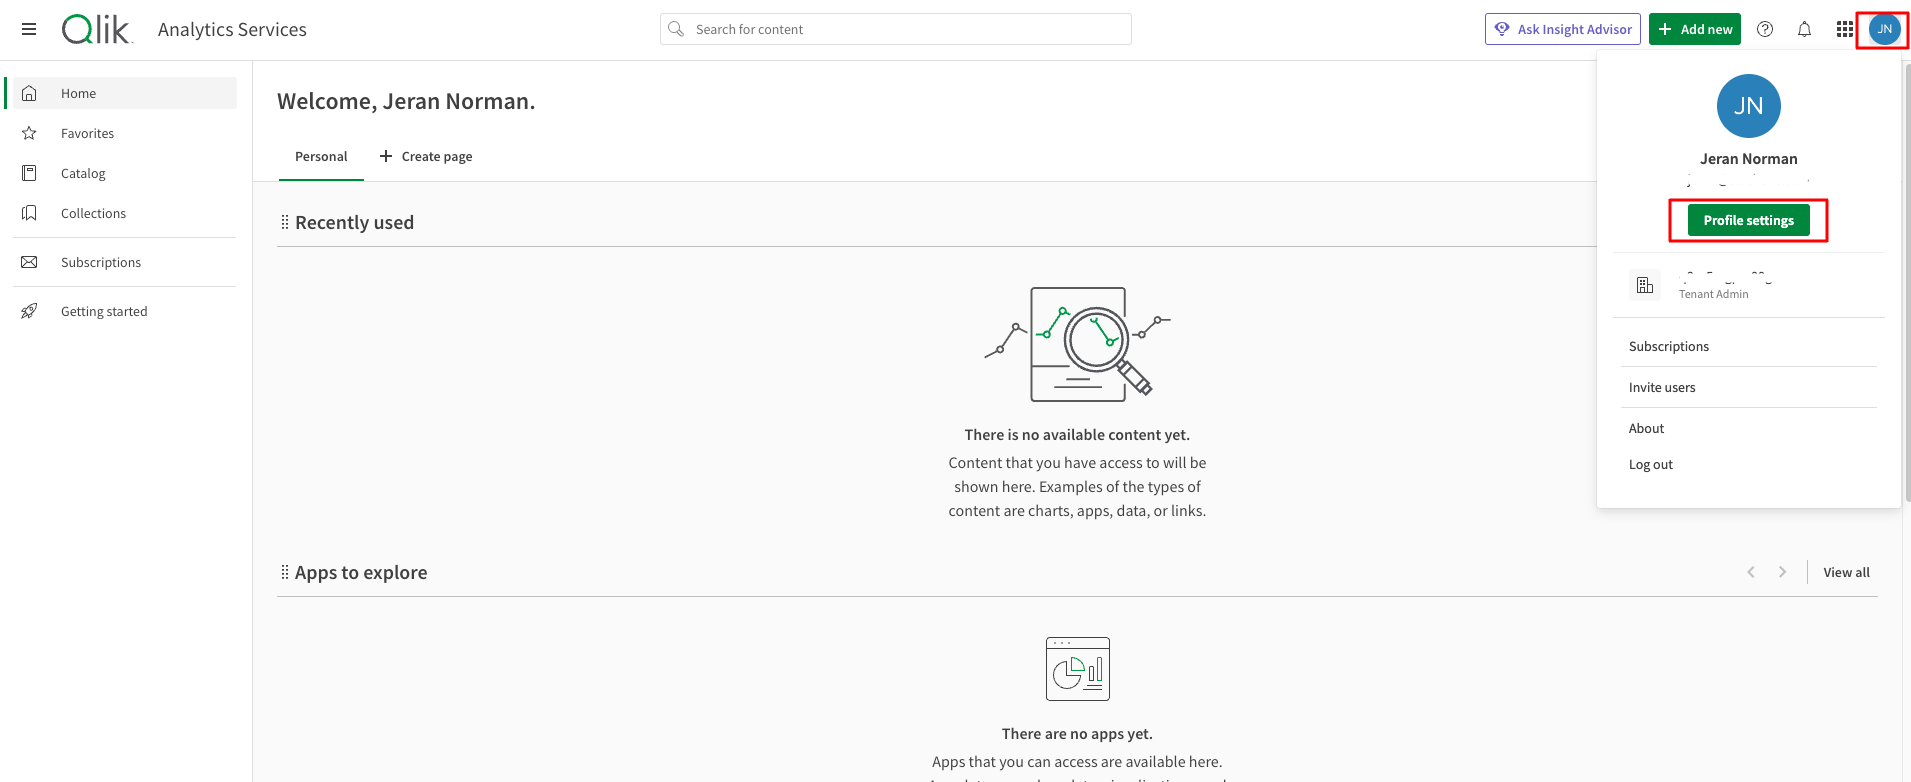 Qlik
Analytics Services
Search for content
Ask Insight Advisor
Add new
JN
Home
Favorites
Catalog
Collections
Subscriptions
Getting started
Welcome, Jeran Norman.
Personal
Create page
Recently used
There is no available content yet.
Content that you have access to will be
shown here. Examples of the types of
content are charts, apps, data, or links.
Apps to explore
View all
There are no apps yet.
Apps that you can access are available here.
JN
Jeran Norman
Profile settings
Tenant Admin
Subscriptions
Invite users
About
Log out